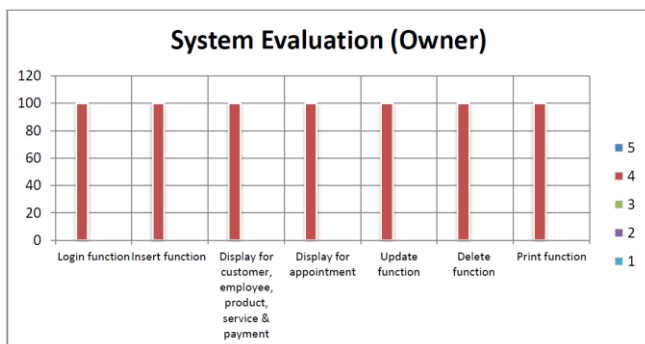 System Evaluation (Owner)
120
100
80
60
40
20
0
Login function
Insert function
Display for
customer,
employee,
product,
service &
payment
Display for
appointment
Update
function
Delete
function
Print function
5
4
3
2
1